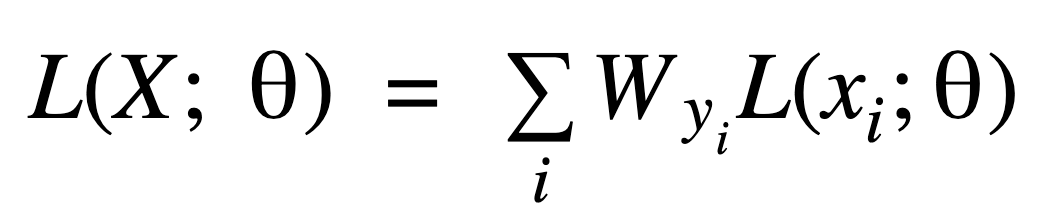 L(X; θ) = ∑_i W_{y_i} L(x_i; θ)